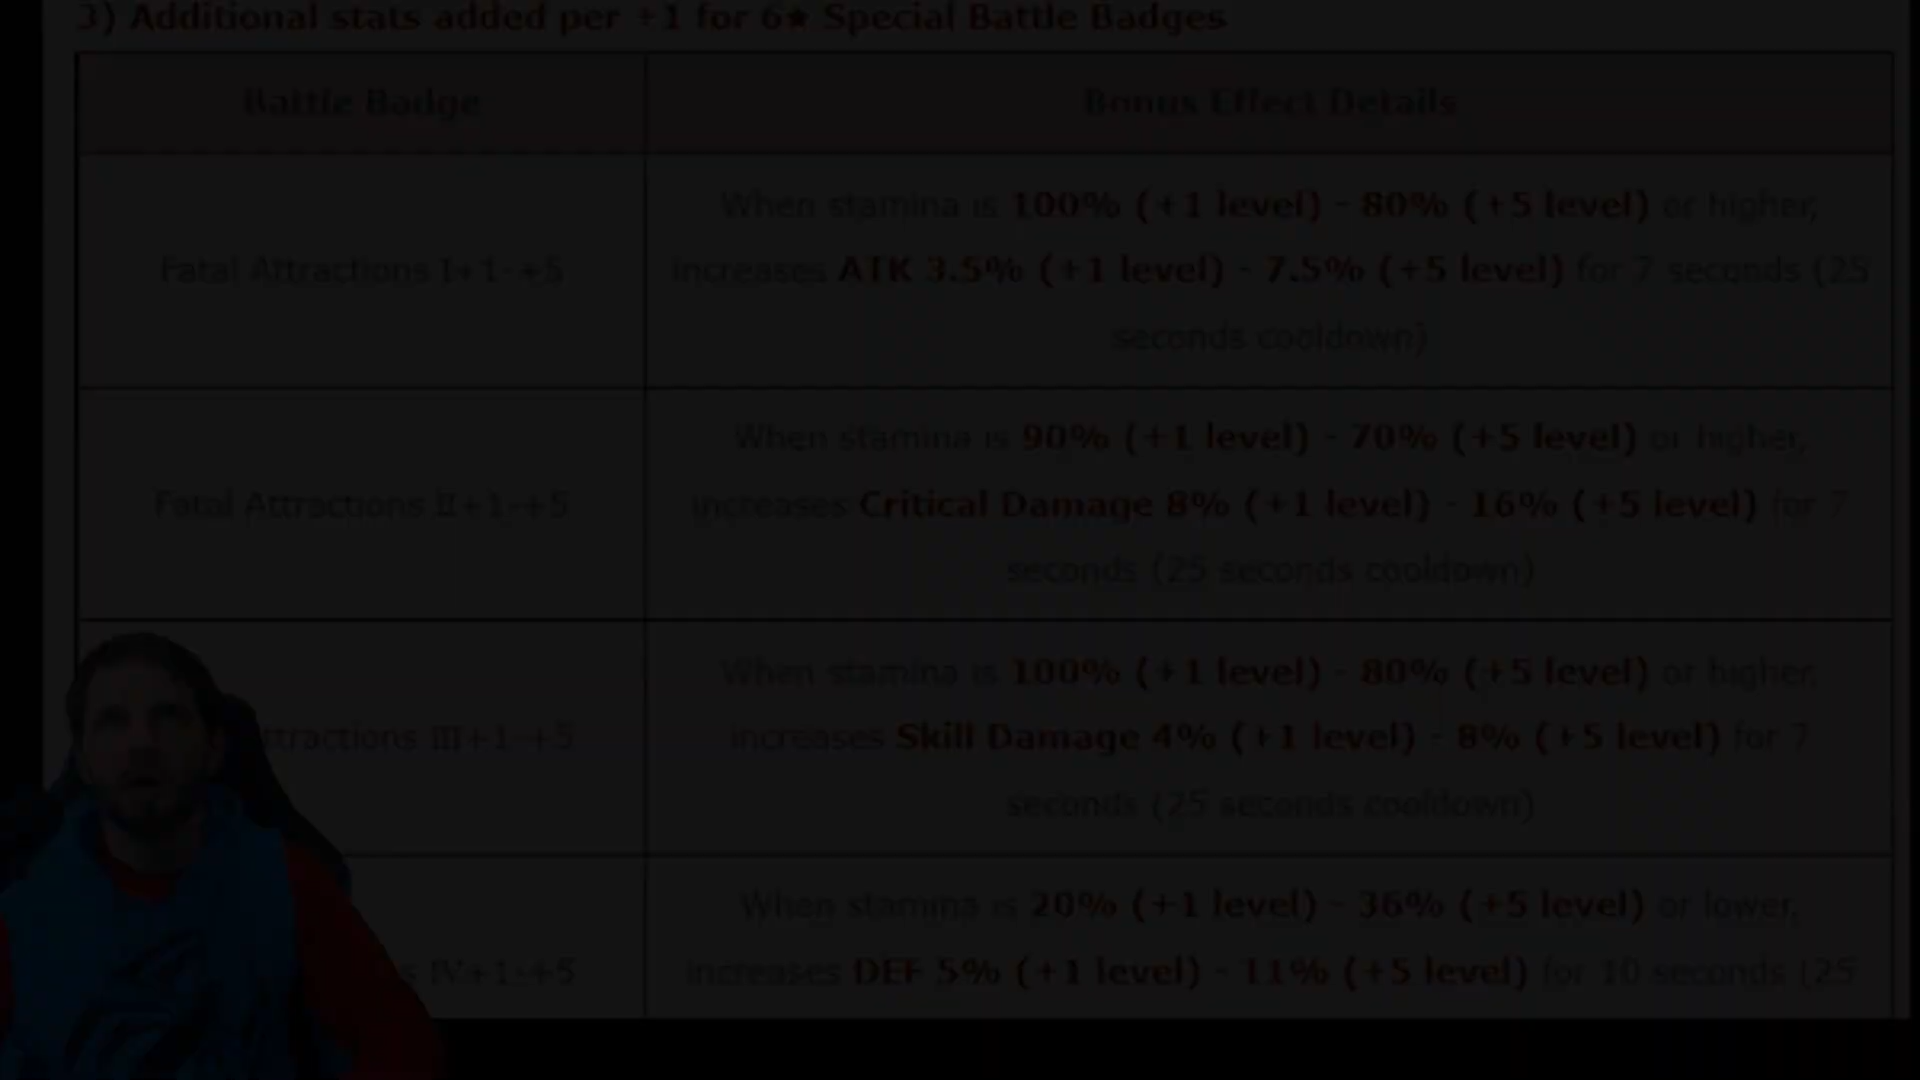 3) Additional stats added per +1 for 6★ Special Battle Badges
Battle Badge
Bonus Effect Details
Fatal Attractions I+1~+5
When stamina is 100% (+1 level) - 80% (+5 level) or higher,
increases ATK 3.5% (+1 level) - 7.5% (+5 level) for 7 seconds (25
seconds cooldown)
Fatal Attractions II+1~+5
When stamina is 90% (+1 level) - 70% (+5 level) or higher,
increases Critical Damage 8% (+1 level) - 16% (+5 level) for 7
seconds (25 seconds cooldown)
ttractions III+1~+5
When stamina is 100% (+1 level) - 80% (+5 level) or higher,
increases Skill Damage 4% (+1 level) - 8% (+5 level) for 7
seconds (25 seconds cooldown)
s IV+1~+5
When stamina is 20% (+1 level) - 36% (+5 level) or lower,
increases DEF 5% (+1 level) - 11% (+5 level) for 10 seconds (25